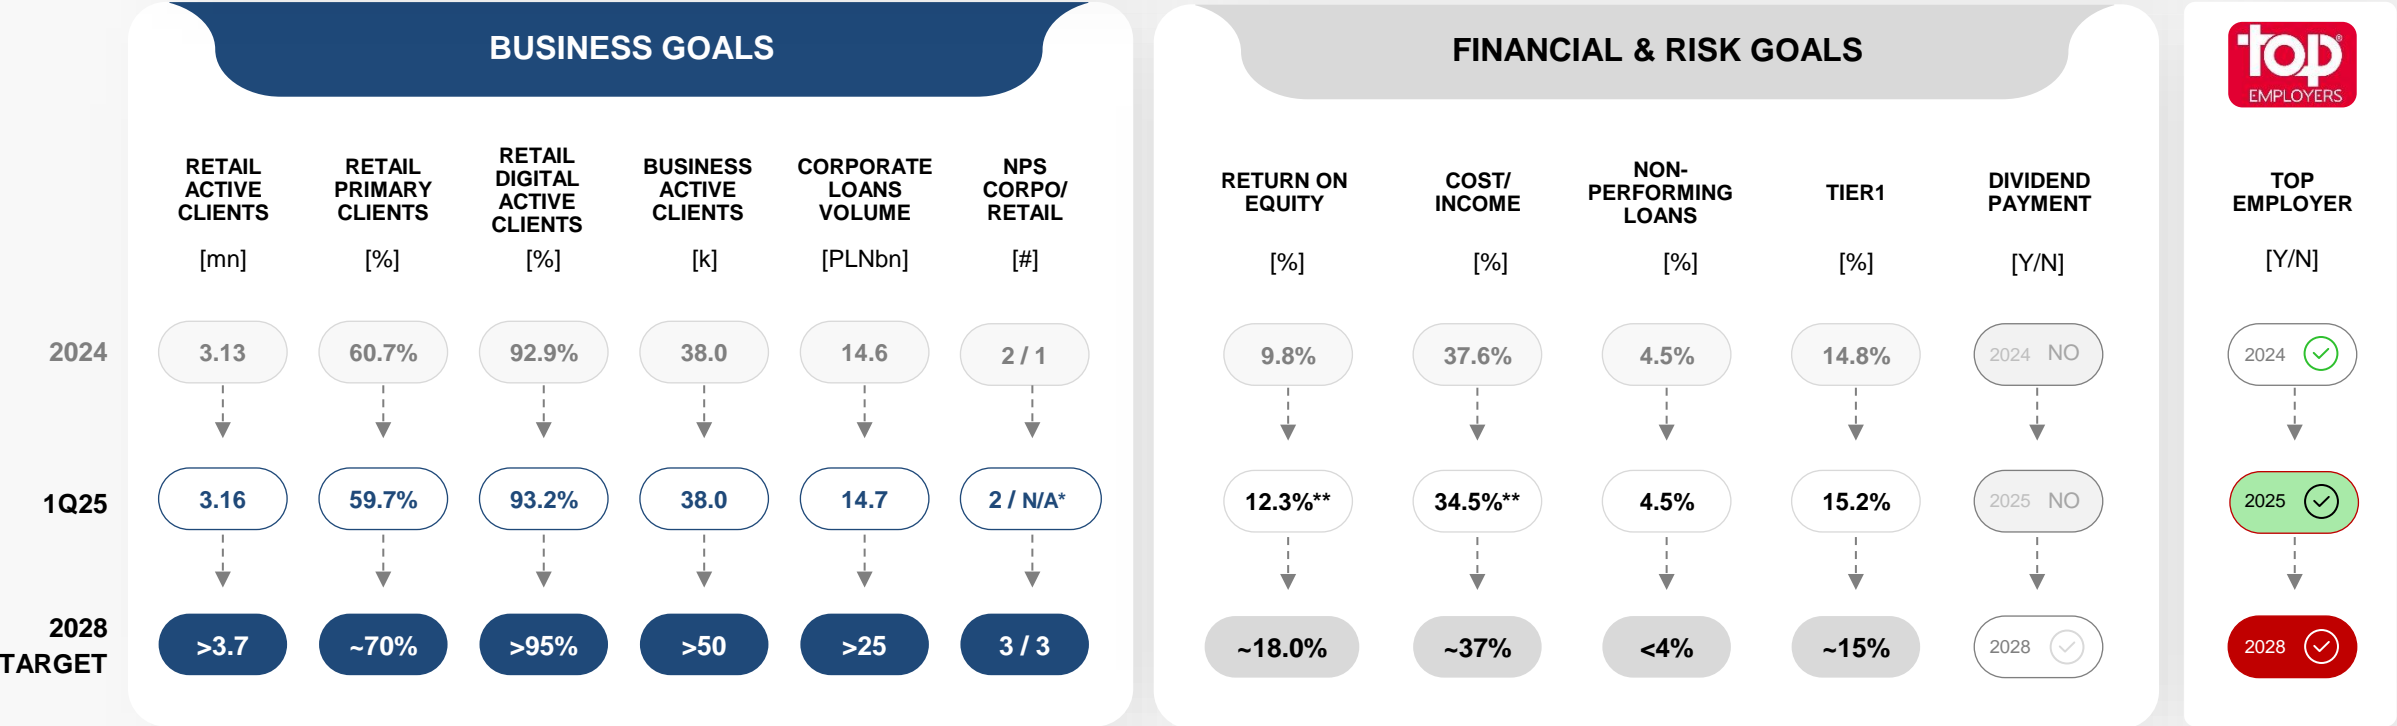 BUSINESS GOALS
FINANCIAL & RISK GOALS
top®
EMPLOYERS
RETAIL
ACTIVE
CLIENTS
[mn]
RETAIL
PRIMARY
CLIENTS
[%]
RETAIL
DIGITAL
ACTIVE
CLIENTS
[%]
BUSINESS
ACTIVE
CLIENTS
[k]
CORPORATE
LOANS
VOLUME
[PLNbn]
NPS
CORPO/
RETAIL
[#]
RETURN ON
EQUITY
[%]
COST/
INCOME
[%]
NON-
PERFORMING
LOANS
[%]
TIER1
[%]
DIVIDEND
PAYMENT
[Y/N]
TOP
EMPLOYER
[Y/N]
2024 3.13 60.7% 92.9% 38.0 14.6 2 / 1 9.8% 37.6% 4.5% 14.8% 2024 NO 2024
1Q25 3.16 59.7% 93.2% 38.0 14.7 2 / N/A* 12.3%** 34.5%** 4.5% 15.2% 2025 NO 2025
2028
TARGET
>3.7 ~70% >95% >50 >25 3 / 3 ~18.0% ~37% <4% ~15% 2028 2028